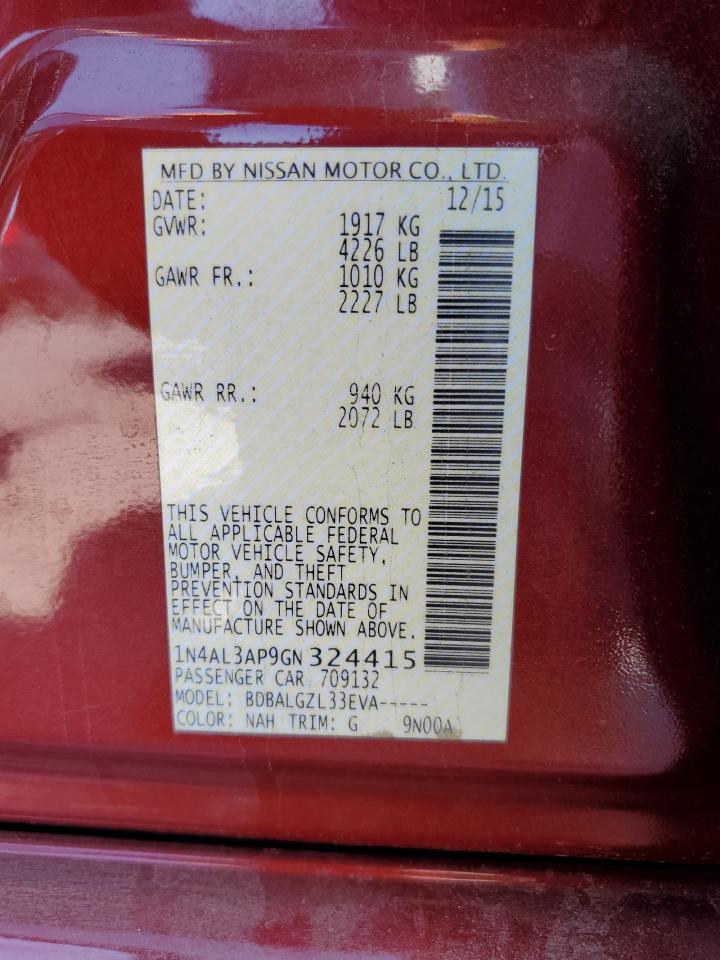 MFD BY NISSAN MOTOR CO., LTD.
DATE: 12/15
GVWR: 1917 KG
4226 LB
GAWR FR.: 1010 KG
2227 LB
GAWR RR.: 940 KG
2072 LB
THIS VEHICLE CONFORMS TO
ALL APPLICABLE FEDERAL
MOTOR VEHICLE SAFETY,
BUMPER, AND THEFT
PREVENTION STANDARDS IN
EFFECT ON THE DATE OF
MANUFACTURE SHOWN ABOVE.
1N4AL3AP9GN324415
PASSENGER CAR 709132
MODEL: BDBALGZL33EVA-----
COLOR: NAH TRIM: G 9N00A